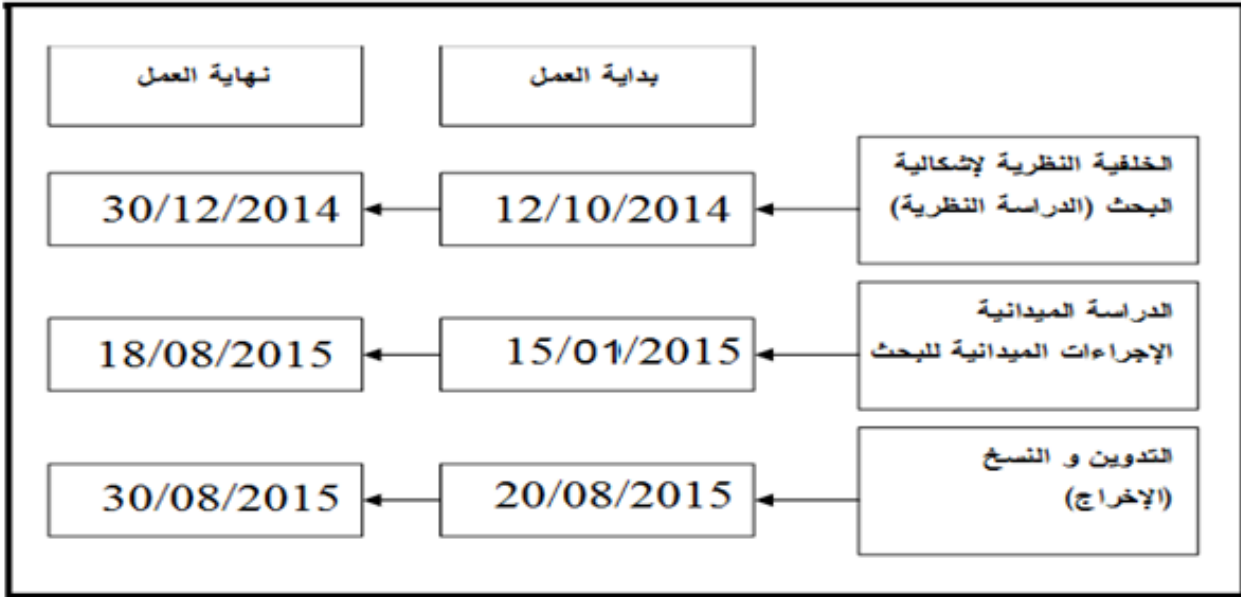 بداية العمل
نهاية العمل
الخلفية النظرية لإشكالية
البحث (الدراسة النظرية)
12/10/2014
30/12/2014
الدراسة الميدانية
الإجراءات الميدانية للبحث
15/01/2015
18/08/2015
التدوين و النسخ
(الإخراج)
20/08/2015
30/08/2015